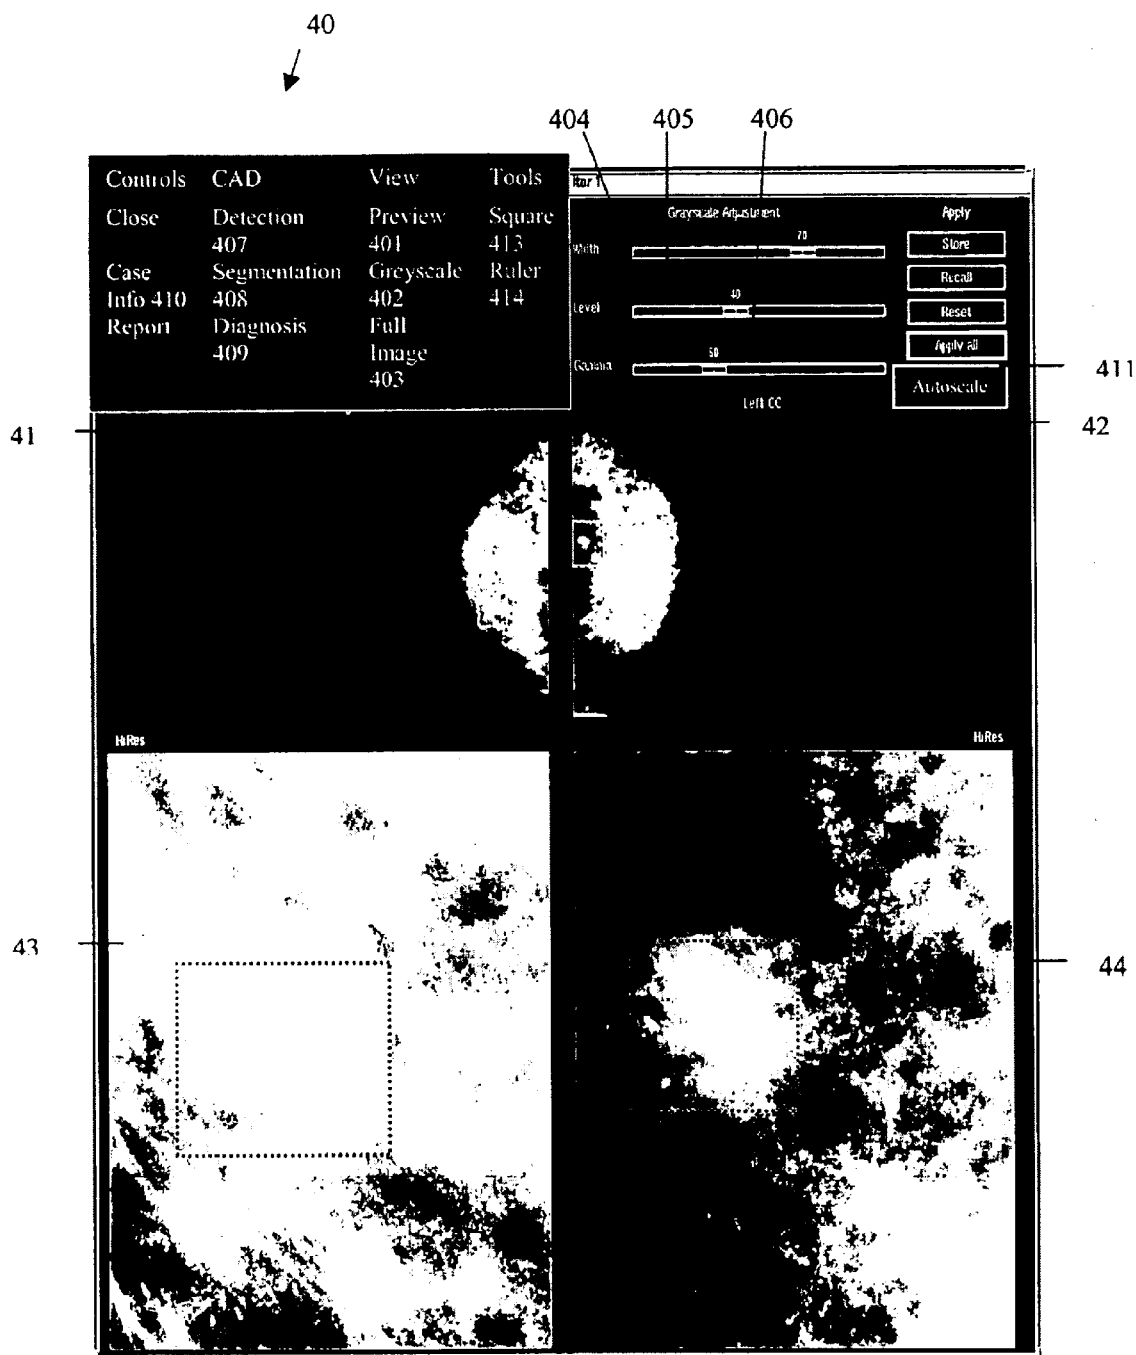 40
404 405 406
Controls CAD View Tools
Close Detection Preview Square
407 401 413
Case Segmentation Greyscale Ruler
Info 410 408 402 414
Report Diagnosis Full
409 Image
403
Grayscale Adjustment Apply
Width 70 Store
Recall
Level 40 Reset
Apply all
Gamma 50
Autoscale
Left CC
411
41
42
HiRes HiRes
43
44